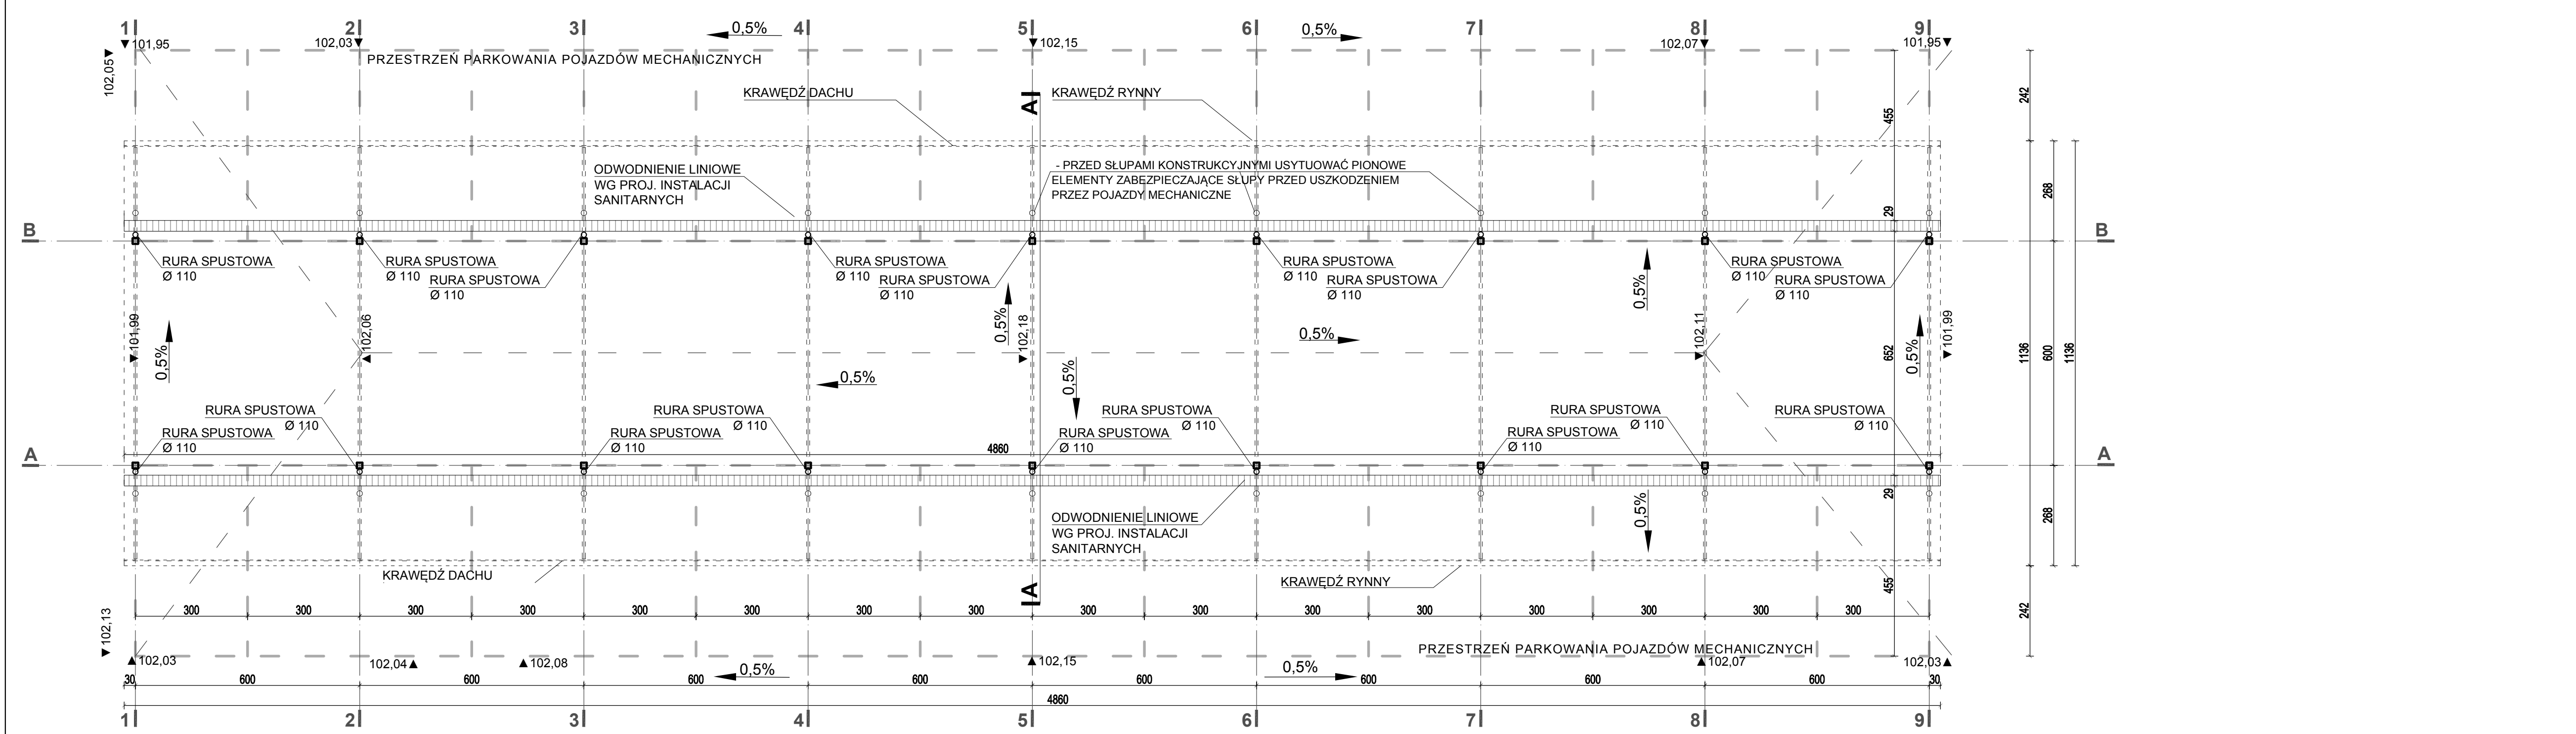 1 2 3 4 5 6 7 8 9
0,5% 0,5%
101,95 102,03 102,15 102,07 101,95
102,05
PRZESTRZEŃ PARKOWANIA POJAZDÓW MECHANICZNYCH
KRAWĘDŹ DACHU
KRAWĘDŹ RYNNY
A
242
455
ODWODNIENIE LINIOWE
WG PROJ. INSTALACJI
SANITARNYCH
- PRZED SŁUPAMI KONSTRUKCYJNYMI USYTUOWAĆ PIONOWE
ELEMENTY ZABEZPIECZAJĄCE SŁUPY PRZED USZKODZENIEM
PRZEZ POJAZDY MECHANICZNE
268
29
B B
RURA SPUSTOWA
Ø 110
RURA SPUSTOWA
Ø 110
RURA SPUSTOWA
Ø 110
RURA SPUSTOWA
Ø 110
RURA SPUSTOWA
Ø 110
RURA SPUSTOWA
Ø 110
RURA SPUSTOWA
Ø 110
RURA SPUSTOWA
Ø 110
RURA SPUSTOWA
Ø 110
101,99
0,5%
102,06
0,5%
102,18
0,5%
0,5%
0,5%
0,5%
102,11
652
0,5%
101,99
1136
600
1136
RURA SPUSTOWA
Ø 110
RURA SPUSTOWA
Ø 110
RURA SPUSTOWA
Ø 110
RURA SPUSTOWA
Ø 110
RURA SPUSTOWA
Ø 110
RURA SPUSTOWA
Ø 110
RURA SPUSTOWA
Ø 110
RURA SPUSTOWA
Ø 110
RURA SPUSTOWA
Ø 110
4860
A A
29
0,5%
268
ODWODNIENIE LINIOWE
WG PROJ. INSTALACJI
SANITARNYCH
KRAWĘDŹ DACHU
KRAWĘDŹ RYNNY
A
455
242
300 300 300 300 300 300 300 300 300 300 300 300 300 300 300 300
102,13
PRZESTRZEŃ PARKOWANIA POJAZDÓW MECHANICZNYCH
102,03 102,04 102,08 102,15 102,07 102,03
0,5% 0,5%
30 600 600 600 600 600 600 600 600 30
4860
1 2 3 4 5 6 7 8 9